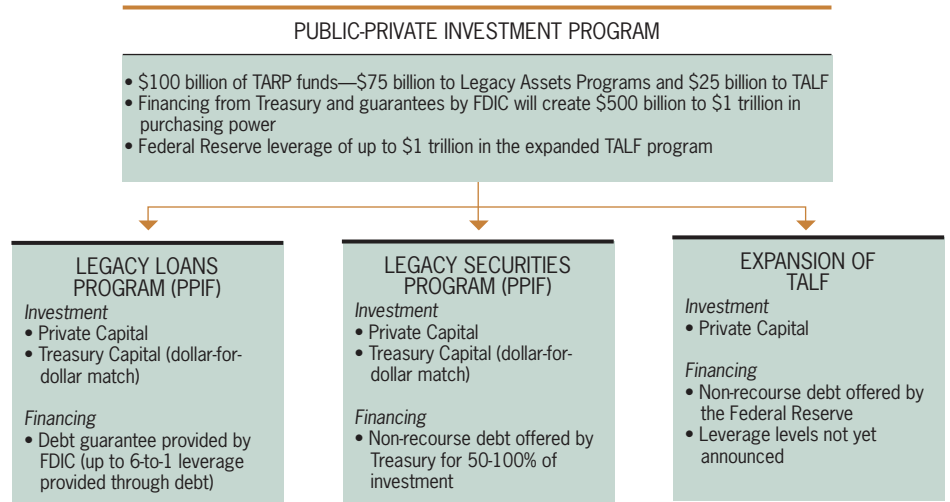 PUBLIC-PRIVATE INVESTMENT PROGRAM
• $100 billion of TARP funds—$75 billion to Legacy Assets Programs and $25 billion to TALF
• Financing from Treasury and guarantees by FDIC will create $500 billion to $1 trillion in
purchasing power
• Federal Reserve leverage of up to $1 trillion in the expanded TALF program
LEGACY LOANS
PROGRAM (PPIF)
Investment
• Private Capital
• Treasury Capital (dollar-for-
dollar match)
Financing
• Debt guarantee provided by
FDIC (up to 6-to-1 leverage
provided through debt)
LEGACY SECURITIES
PROGRAM (PPIF)
Investment
• Private Capital
• Treasury Capital (dollar-for-
dollar match)
Financing
• Non-recourse debt offered by
Treasury for 50-100% of
investment
EXPANSION OF
TALF
Investment
• Private Capital
Financing
• Non-recourse debt offered by
the Federal Reserve
• Leverage levels not yet
announced